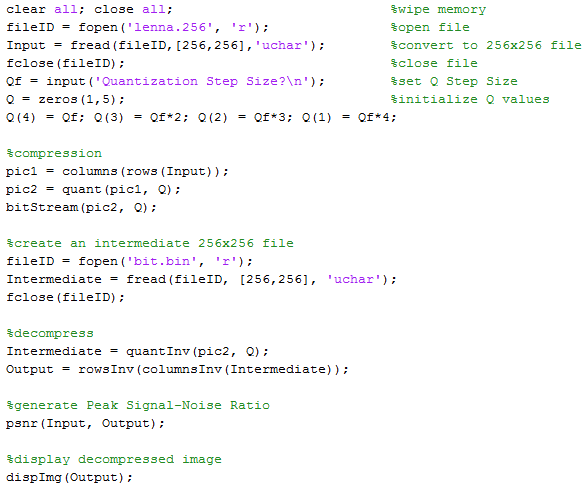 clear all; close all; %wipe memory
fileID = fopen('lenna.256', 'r'); %open file
Input = fread(fileID,[256,256],'uchar'); %convert to 256x256 file
fclose(fileID); %close file
Qf = input('Quantization Step Size?\n'); %set Q Step Size
Q = zeros(1,5); %initialize Q values
Q(4) = Qf; Q(3) = Qf*2; Q(2) = Qf*3; Q(1) = Qf*4;
%compression
pic1 = columns(rows(Input));
pic2 = quant(pic1, Q);
bitStream(pic2, Q);
%create an intermediate 256x256 file
fileID = fopen('bit.bin', 'r');
Intermediate = fread(fileID, [256,256], 'uchar');
fclose(fileID);
%decompress
Intermediate = quantInv(pic2, Q);
Output = rowsInv(columnsInv(Intermediate));
%generate Peak Signal-Noise Ratio
psnr(Input, Output);
%display decompressed image
dispImg(Output);